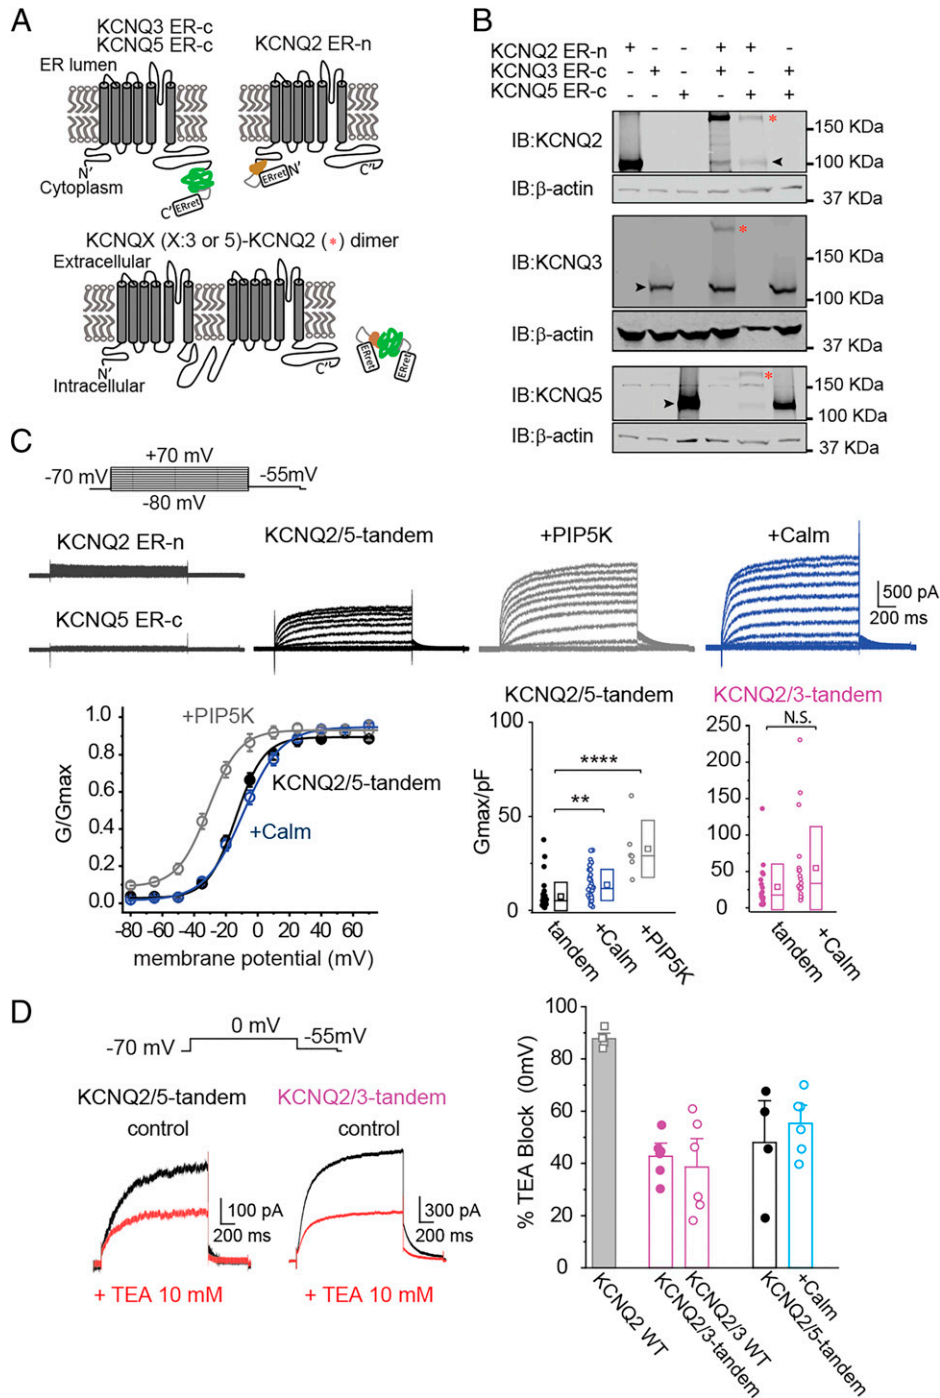 A
KCNQ3 ER-c
KCNQ5 ER-c
KCNQ2 ER-n
ER lumen
N'
Cytoplasm
C'
ERret
ERret
N'
C'
KCNQX (X:3 or 5)-KCNQ2 (*) dimer
Extracellular
N'
Intracellular
C'
ERret
ERret
B
KCNQ2 ER-n + - - + + -
KCNQ3 ER-c - + - + - +
KCNQ5 ER-c - - + - + +
IB:KCNQ2
*
150 KDa
100 KDa
IB:β-actin
37 KDa
IB:KCNQ3
*
150 KDa
100 KDa
IB:β-actin
37 KDa
IB:KCNQ5
*
150 KDa
100 KDa
IB:β-actin
37 KDa
C
+70 mV
-70 mV
-55mV
-80 mV
KCNQ2 ER-n
KCNQ5 ER-c
KCNQ2/5-tandem
+PIP5K
+Calm
500 pA
200 ms
G/Gmax
1.0
0.8
0.6
0.4
0.2
0.0
+PIP5K
KCNQ2/5-tandem
+Calm
-80 -60 -40 -20 0 20 40 60
membrane potential (mV)
KCNQ2/5-tandem
Gmax/pF
100
50
0
****
**
tandem
+Calm
+PIP5K
KCNQ2/3-tandem
N.S.
250
200
150
100
50
0
tandem
+Calm
D
0 mV
-70 mV
-55mV
KCNQ2/5-tandem
control
100 pA
200 ms
+ TEA 10 mM
KCNQ2/3-tandem
control
300 pA
200 ms
+ TEA 10 mM
% TEA Block (0mV)
100
80
60
40
20
0
KCNQ2 WT
KCNQ2/3-tandem
KCNQ2/3 WT
KCNQ2/5-tandem
+Calm